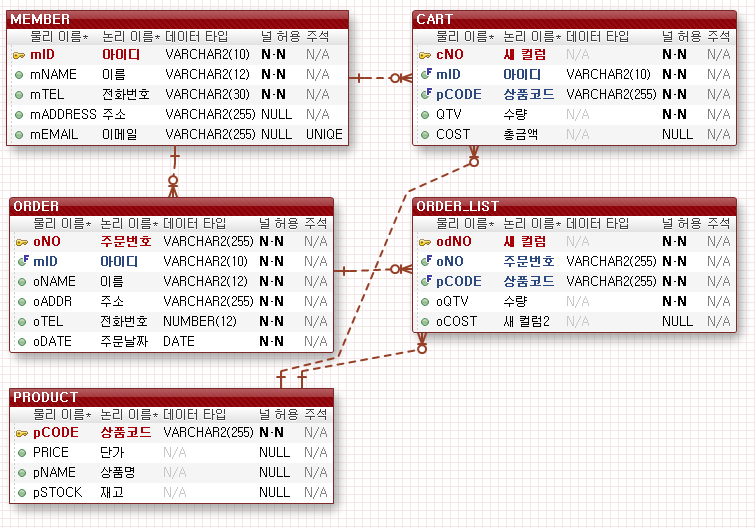 MEMBER
물리 이름* 논리 이름* 데이터 타입 널 허용 주석
mID 아이디 VARCHAR2(10) N-N N/A
mNAME 이름 VARCHAR2(12) N-N N/A
mTEL 전화번호 VARCHAR2(30) N-N N/A
mADDRESS 주소 VARCHAR2(255) NULL N/A
mEMAIL 이메일 VARCHAR2(255) NULL UNIQE
CART
물리 이름* 논리 이름* 데이터 타입 널 허용 주석
cNO 새 컬럼 N/A N-N N/A
F mID 아이디 VARCHAR2(10) N-N N/A
F pCODE 상품코드 VARCHAR2(255) N-N N/A
QTV 수량 N/A N-N N/A
COST 총금액 N/A NULL N/A
ORDER
물리 이름* 논리 이름* 데이터 타입 널 허용 주석
oNO 주문번호 VARCHAR2(255) N-N N/A
F mID 아이디 VARCHAR2(10) N-N N/A
oNAME 이름 VARCHAR2(12) N-N N/A
oADDR 주소 VARCHAR2(255) N-N N/A
oTEL 전화번호 NUMBER(12) N-N N/A
oDATE 주문날짜 DATE N-N N/A
ORDER_LIST
물리 이름* 논리 이름* 데이터 타입 널 허용 주석
odNO 새 컬럼 N/A N-N N/A
F oNO 주문번호 VARCHAR2(255) N-N N/A
F pCODE 상품코드 VARCHAR2(255) N-N N/A
oQTV 수량 N/A N-N N/A
oCOST 새 컬럼2 N/A NULL N/A
PRODUCT
물리 이름* 논리 이름* 데이터 타입 널 허용 주석
pCODE 상품코드 VARCHAR2(255) N-N N/A
PRICE 단가 N/A NULL N/A
pNAME 상품명 N/A NULL N/A
pSTOCK 재고 N/A NULL N/A